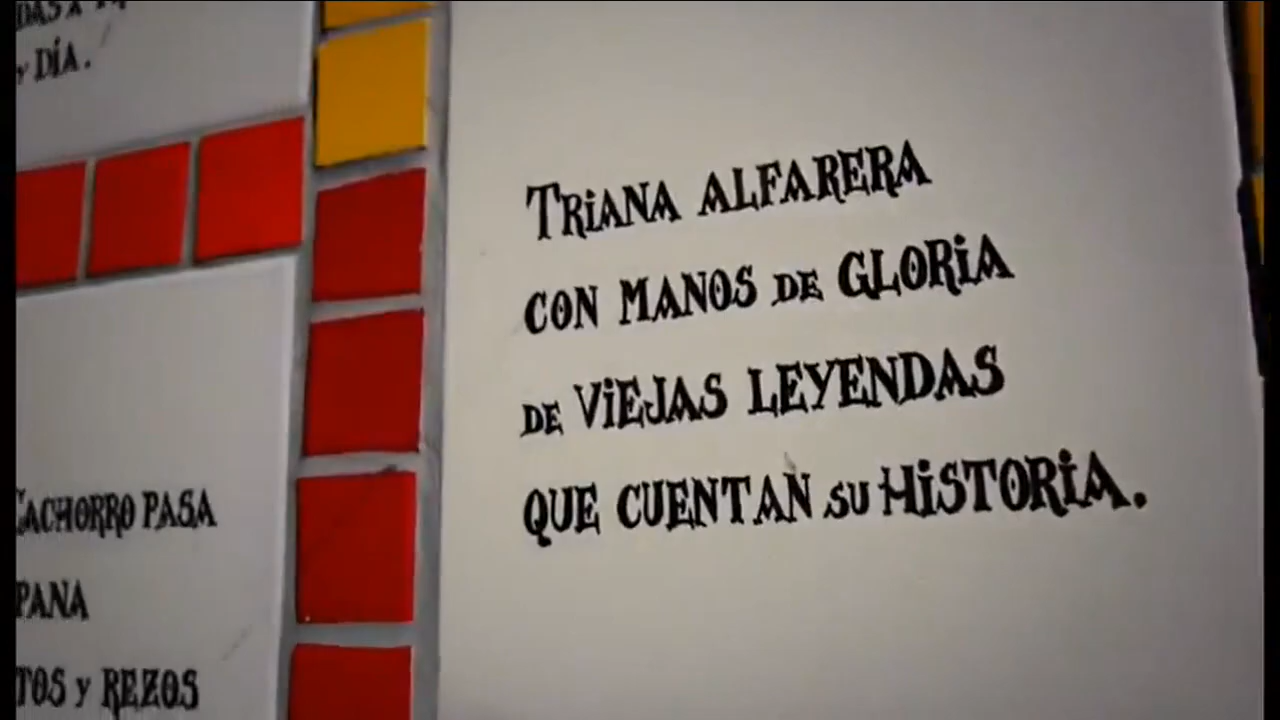 y DÍA.
CACHORRO PASA
PANA
TOS y REZOS
TRIANA ALFARERA
CON MANOS DE GLORIA
DE VIEJAS LEYENDAS
QUE CUENTAN SU HISTORIA.